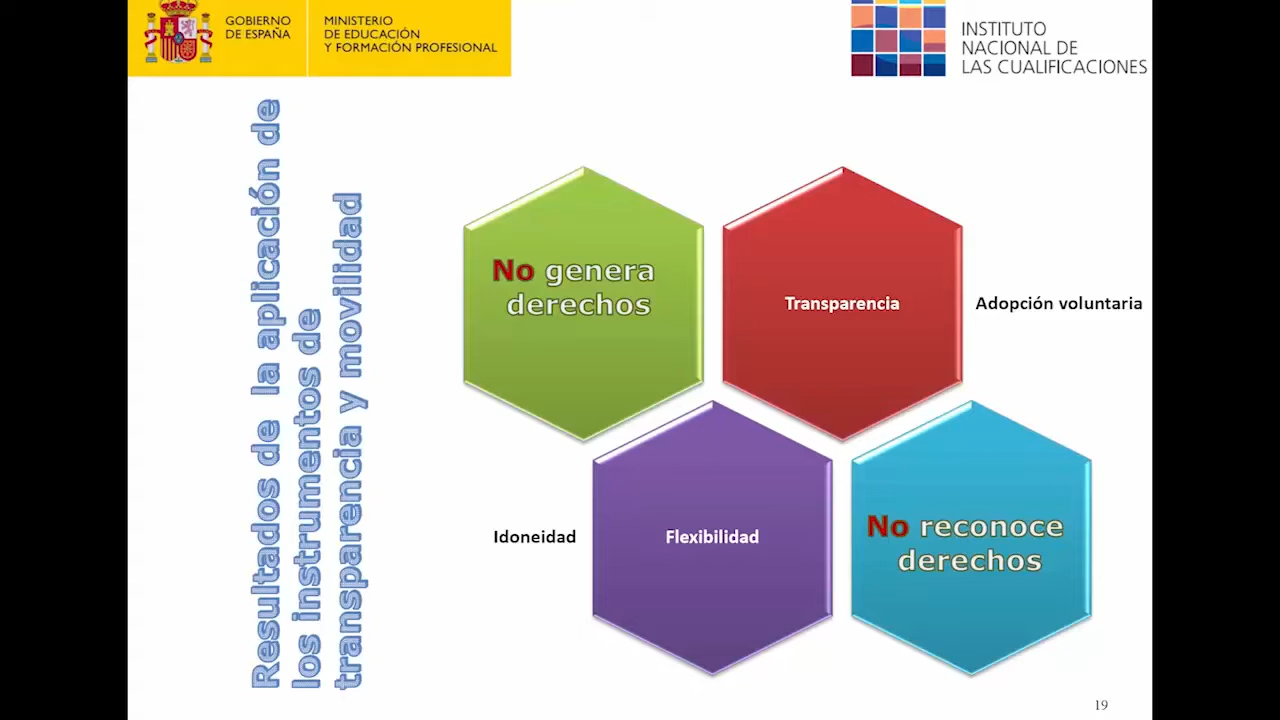 GOBIERNO
DE ESPAÑA
MINISTERIO
DE EDUCACIÓN
Y FORMACIÓN PROFESIONAL
INSTITUTO
NACIONAL DE
LAS CUALIFICACIONES
Resultados de la aplicación de
los instrumentos de
transparencia y movilidad
No genera
derechos
Transparencia
Adopción voluntaria
Idoneidad
Flexibilidad
No reconoce
derechos
19